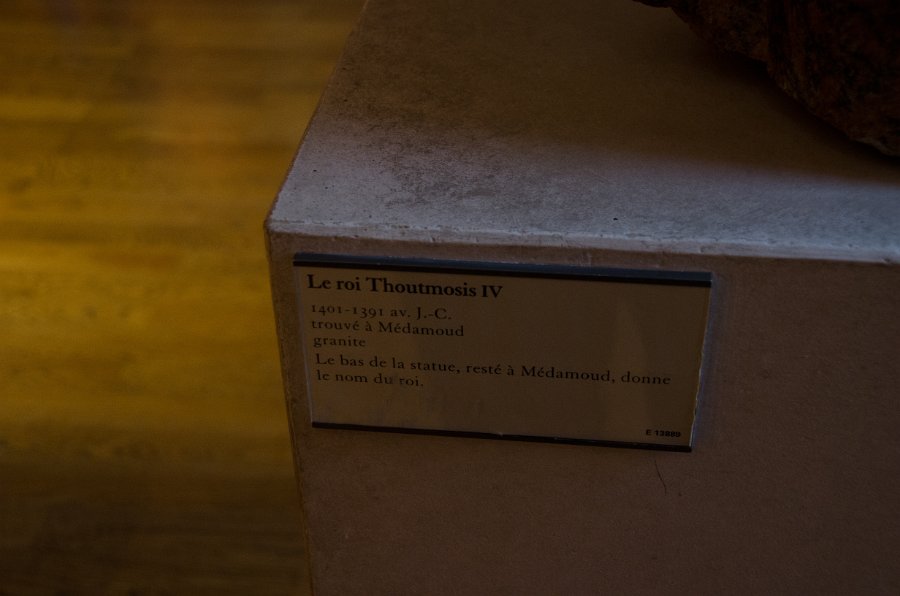 Le roi Thoutmosis IV
1401-1391 av. J.-C.
trouvé à Médamoud
granite
Le bas de la statue, resté à Médamoud, donne
le nom du roi.
E 13889